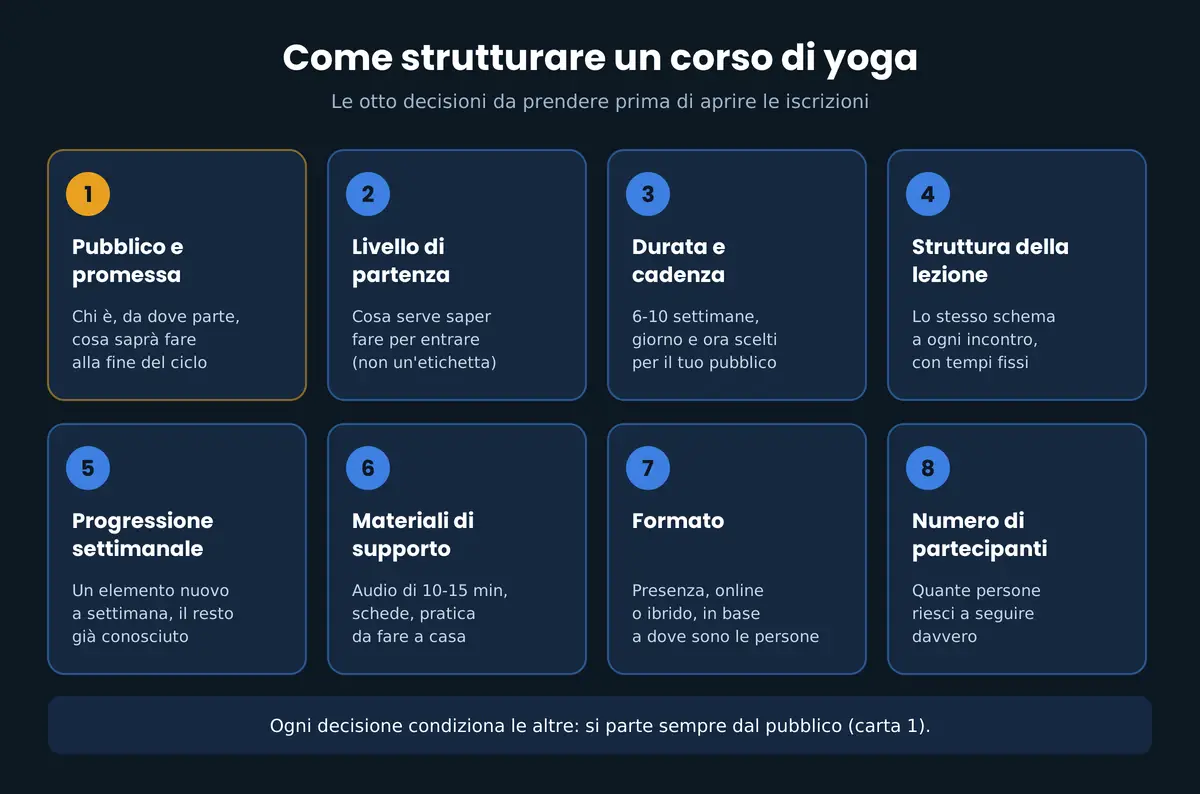 Come strutturare un corso di yoga
Le otto decisioni da prendere prima di aprire le iscrizioni
1
Pubblico e
promessa
Chi è, da dove parte,
cosa saprà fare
alla fine del ciclo
2
Livello di
partenza
Cosa serve saper
fare per entrare
(non un'etichetta)
3
Durata e
cadenza
6-10 settimane,
giorno e ora scelti
per il tuo pubblico
4
Struttura della
lezione
Lo stesso schema
a ogni incontro,
con tempi fissi
5
Progressione
settimanale
Un elemento nuovo
a settimana, il resto
già conosciuto
6
Materiali di
supporto
Audio di 10-15 min,
schede, pratica
da fare a casa
7
Formato
Presenza, online
o ibrido, in base
a dove sono le persone
8
Numero di
partecipanti
Quante persone
riesci a seguire
davvero
Ogni decisione condiziona le altre: si parte sempre dal pubblico (carta 1).